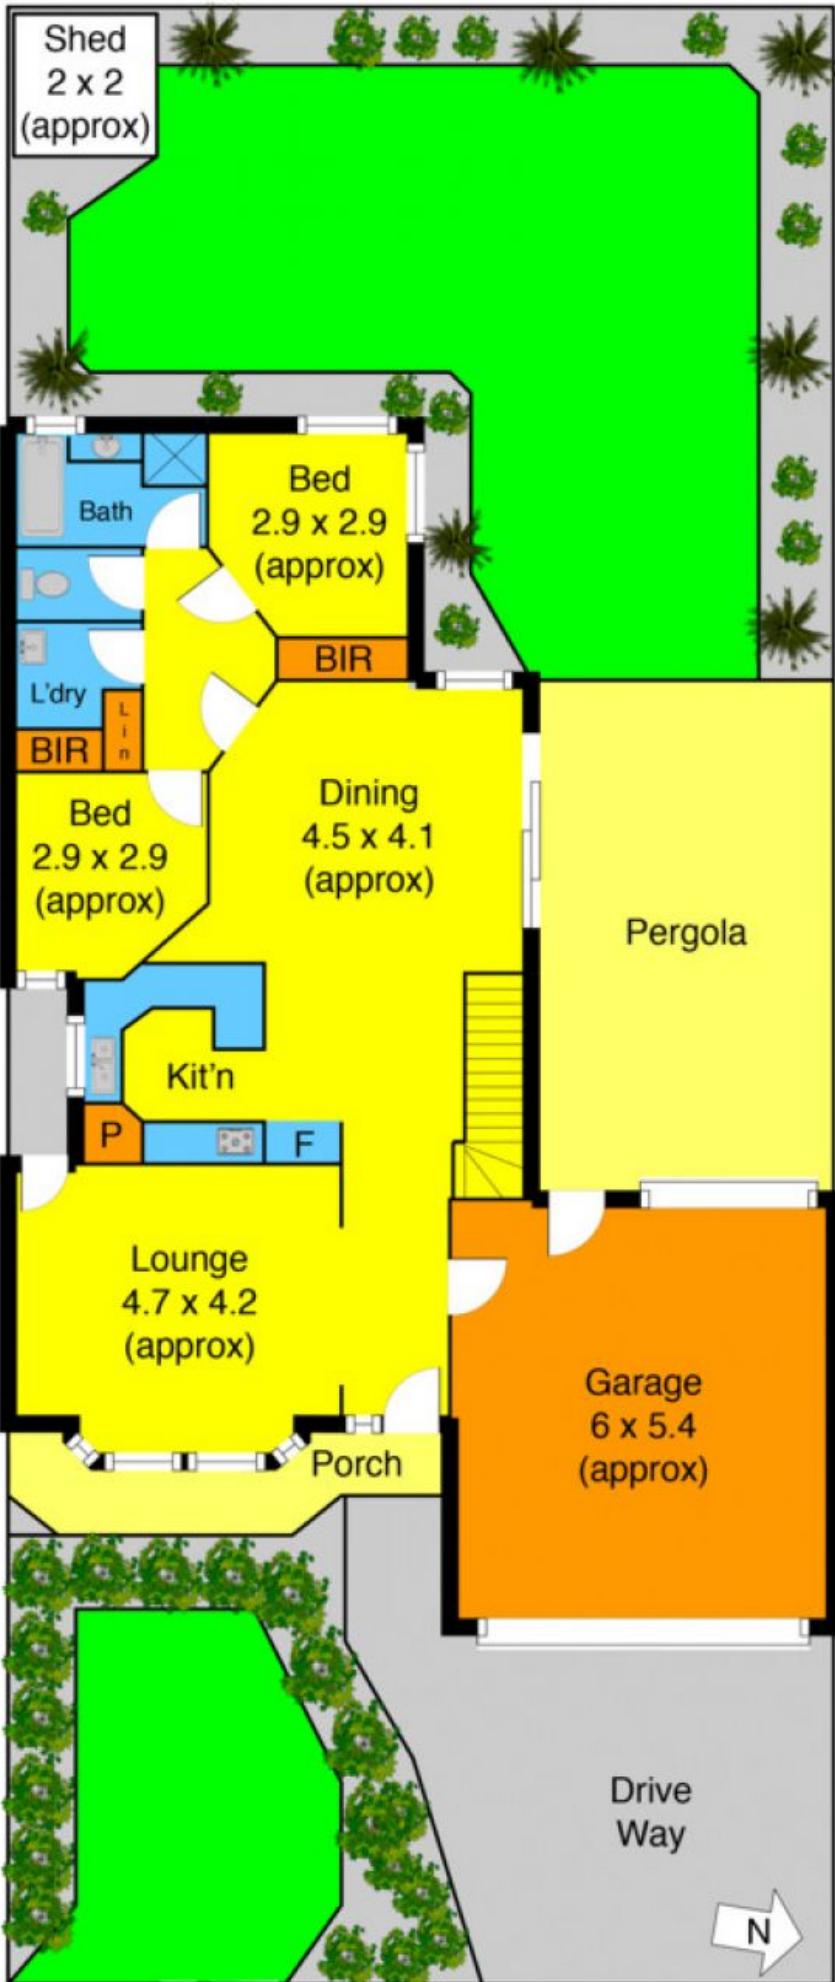 Shed
2 x 2
(approx)
Bath
Bed
2.9 x 2.9
(approx)
BIR
L'dry
L
i
n
BIR
Bed
2.9 x 2.9
(approx)
Dining
4.5 x 4.1
(approx)
Pergola
Kit'n
P
F
Lounge
4.7 x 4.2
(approx)
Garage
6 x 5.4
(approx)
Porch
Drive
Way
N